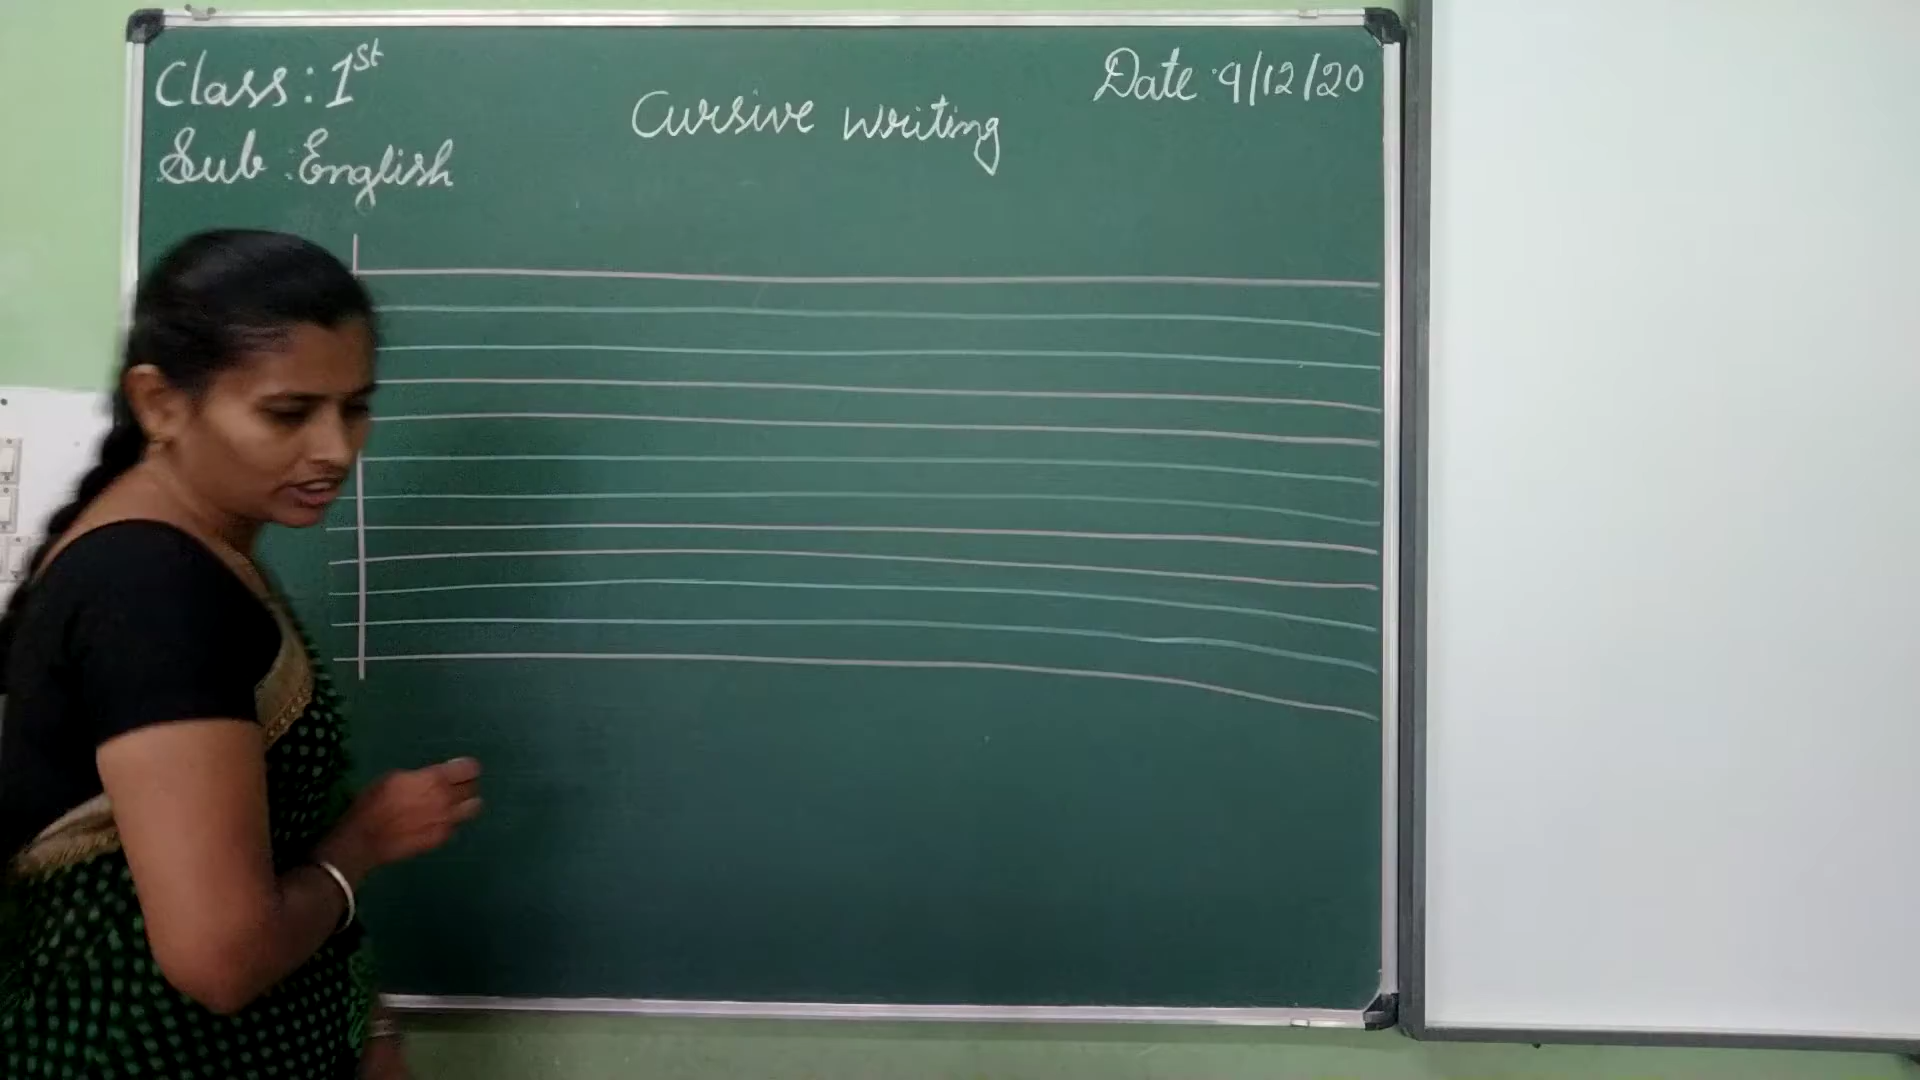 Class : 1st
Date : 9/12/20
Cursive writing
Sub : English